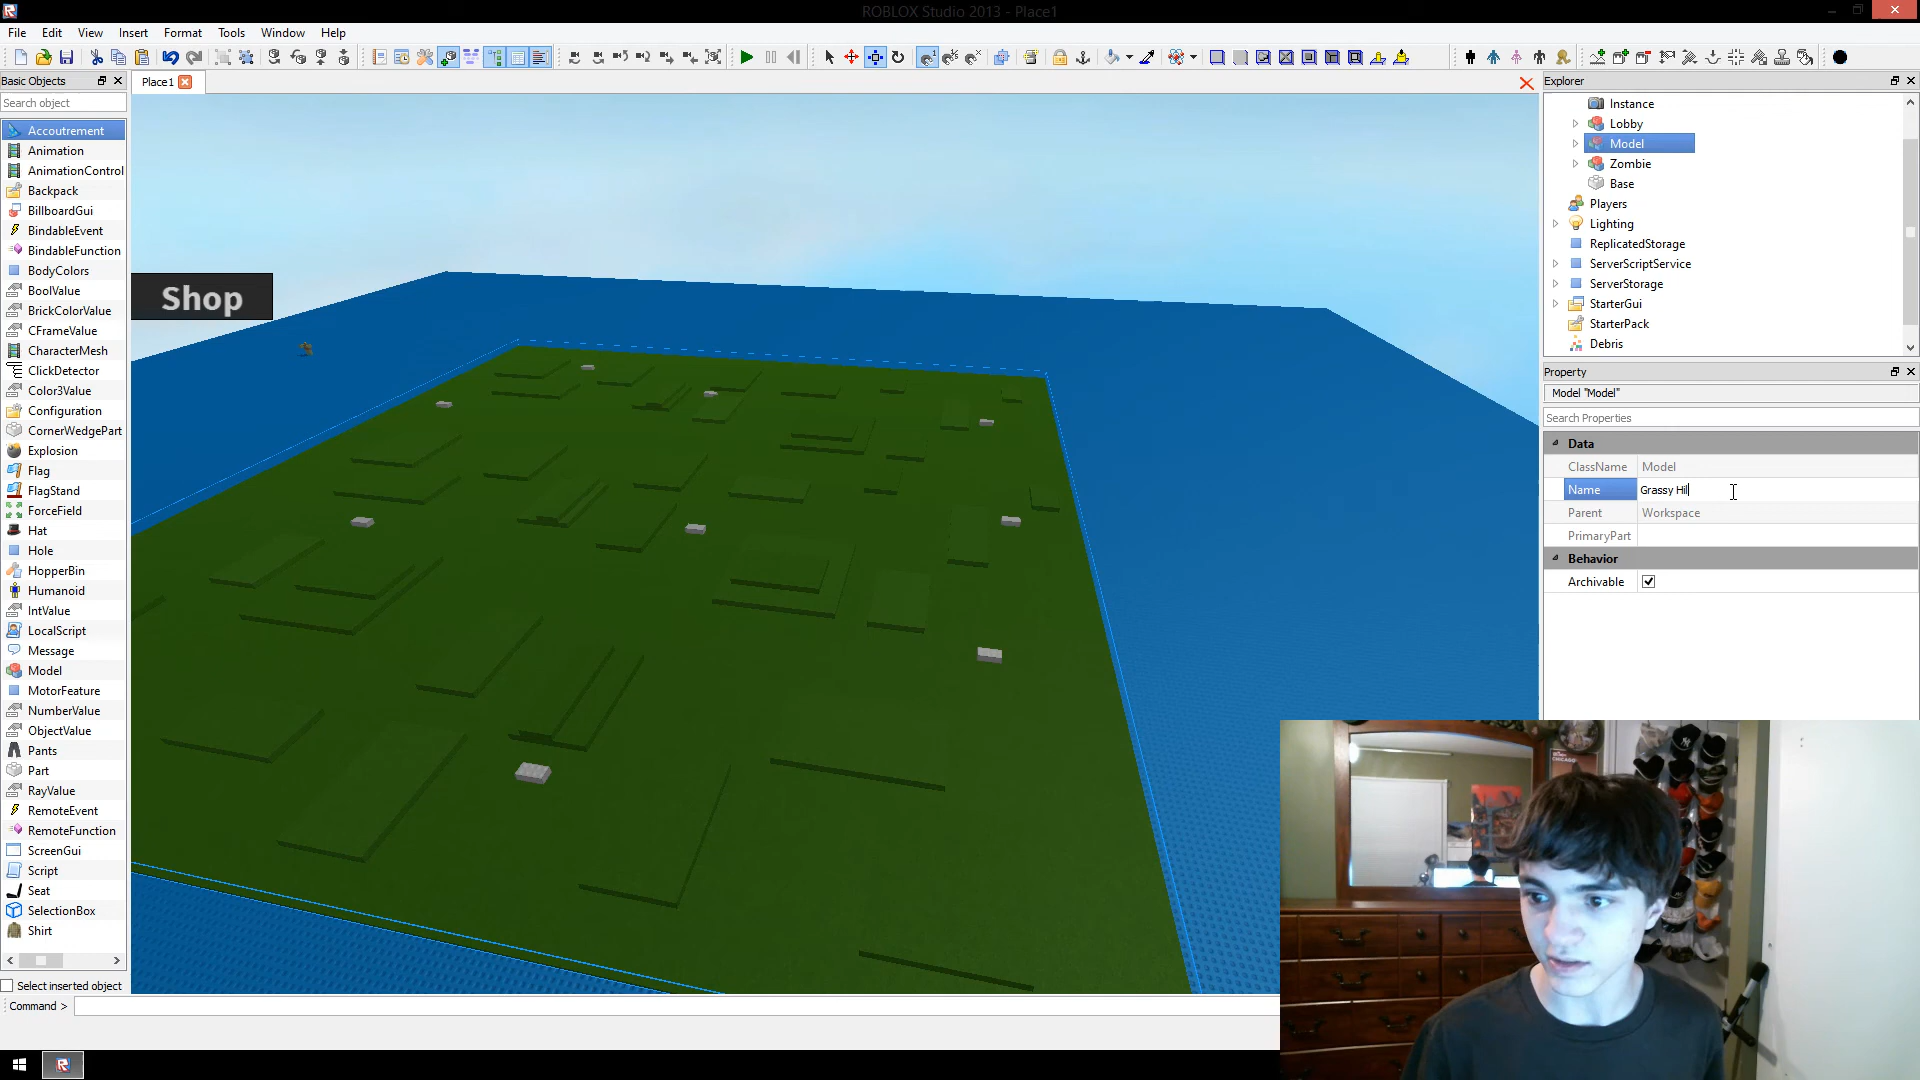 ROBLOX Studio 2013 - Place1
File Edit View Insert Format Tools Window Help
Basic Objects
Search object
Accoutrement
Animation
AnimationControl
Backpack
BillboardGui
BindableEvent
BindableFunction
BodyColors
BoolValue
BrickColorValue
CFrameValue
CharacterMesh
ClickDetector
Color3Value
Configuration
CornerWedgePart
Explosion
Flag
FlagStand
ForceField
Hat
Hole
HopperBin
Humanoid
IntValue
LocalScript
Message
Model
MotorFeature
NumberValue
ObjectValue
Pants
Part
RayValue
RemoteEvent
RemoteFunction
ScreenGui
Script
Seat
SelectionBox
Shirt
Select inserted object
Command >
Place1
Shop
Explorer
Instance
Lobby
Model
Zombie
Base
Players
Lighting
ReplicatedStorage
ServerScriptService
ServerStorage
StarterGui
StarterPack
Debris
Property
Model "Model"
Search Properties
Data
ClassName Model
Name Grassy Hil
Parent Workspace
PrimaryPart
Behavior
Archivable
CHICAGO